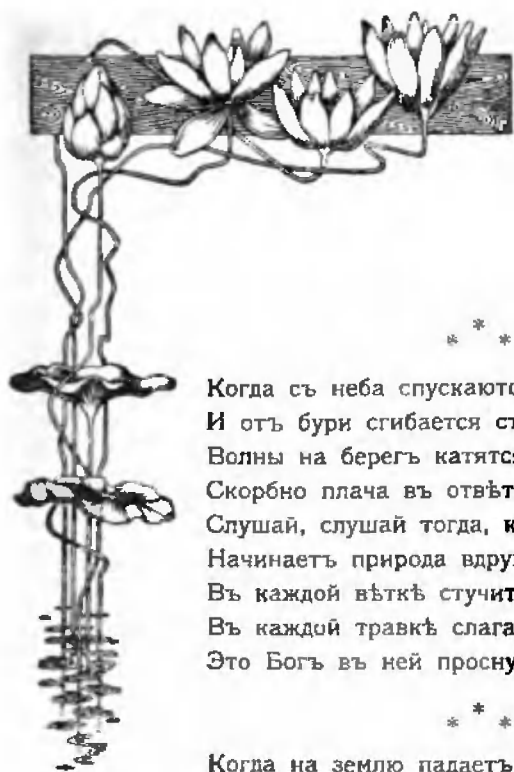 * * *
Когда съ неба спускаютс
И отъ бури сгибается ст
Волны на берегъ катятся
Скорбно плача въ отвѣт
Слушай, слушай тогда, к
Начинаетъ природа вдру
Въ каждой вѣткѣ стучит
Въ каждой травкѣ слага
Это Богъ въ ней просну
* * *
Когда на землю падаетъ